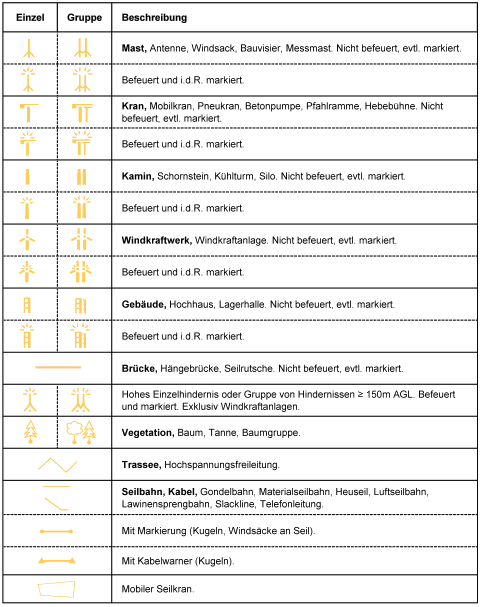 Einzel Gruppe Beschreibung
Mast, Antenne, Windsack, Bauvisier, Messmast. Nicht befeuert, evtl. markiert.
Befeuert und i.d.R. markiert.
Kran, Mobilkran, Pneukran, Betonpumpe, Pfahlramme, Hebebühne. Nicht
befeuert, evtl. markiert.
Befeuert und i.d.R. markiert.
Kamin, Schornstein, Kühlturm, Silo. Nicht befeuert, evtl. markiert.
Befeuert und i.d.R. markiert.
Windkraftwerk, Windkraftanlage. Nicht befeuert, evtl. markiert.
Befeuert und i.d.R. markiert.
Gebäude, Hochhaus, Lagerhalle. Nicht befeuert, evtl. markiert.
Befeuert und i.d.R. markiert.
Brücke, Hängebrücke, Seilrutsche. Nicht befeuert, evtl. markiert.
Hohes Einzelhindernis oder Gruppe von Hindernissen ≥ 150m AGL. Befeuert
und markiert. Exklusiv Windkraftanlagen.
Vegetation, Baum, Tanne, Baumgruppe.
Trassee, Hochspannungsfreileitung.
Seilbahn, Kabel, Gondelbahn, Materialseilbahn, Heuseil, Luftseilbahn,
Lawinensprengbahn, Slackline, Telefonleitung.
Mit Markierung (Kugeln, Windsäcke an Seil).
Mit Kabelwarner (Kugeln).
Mobiler Seilkran.